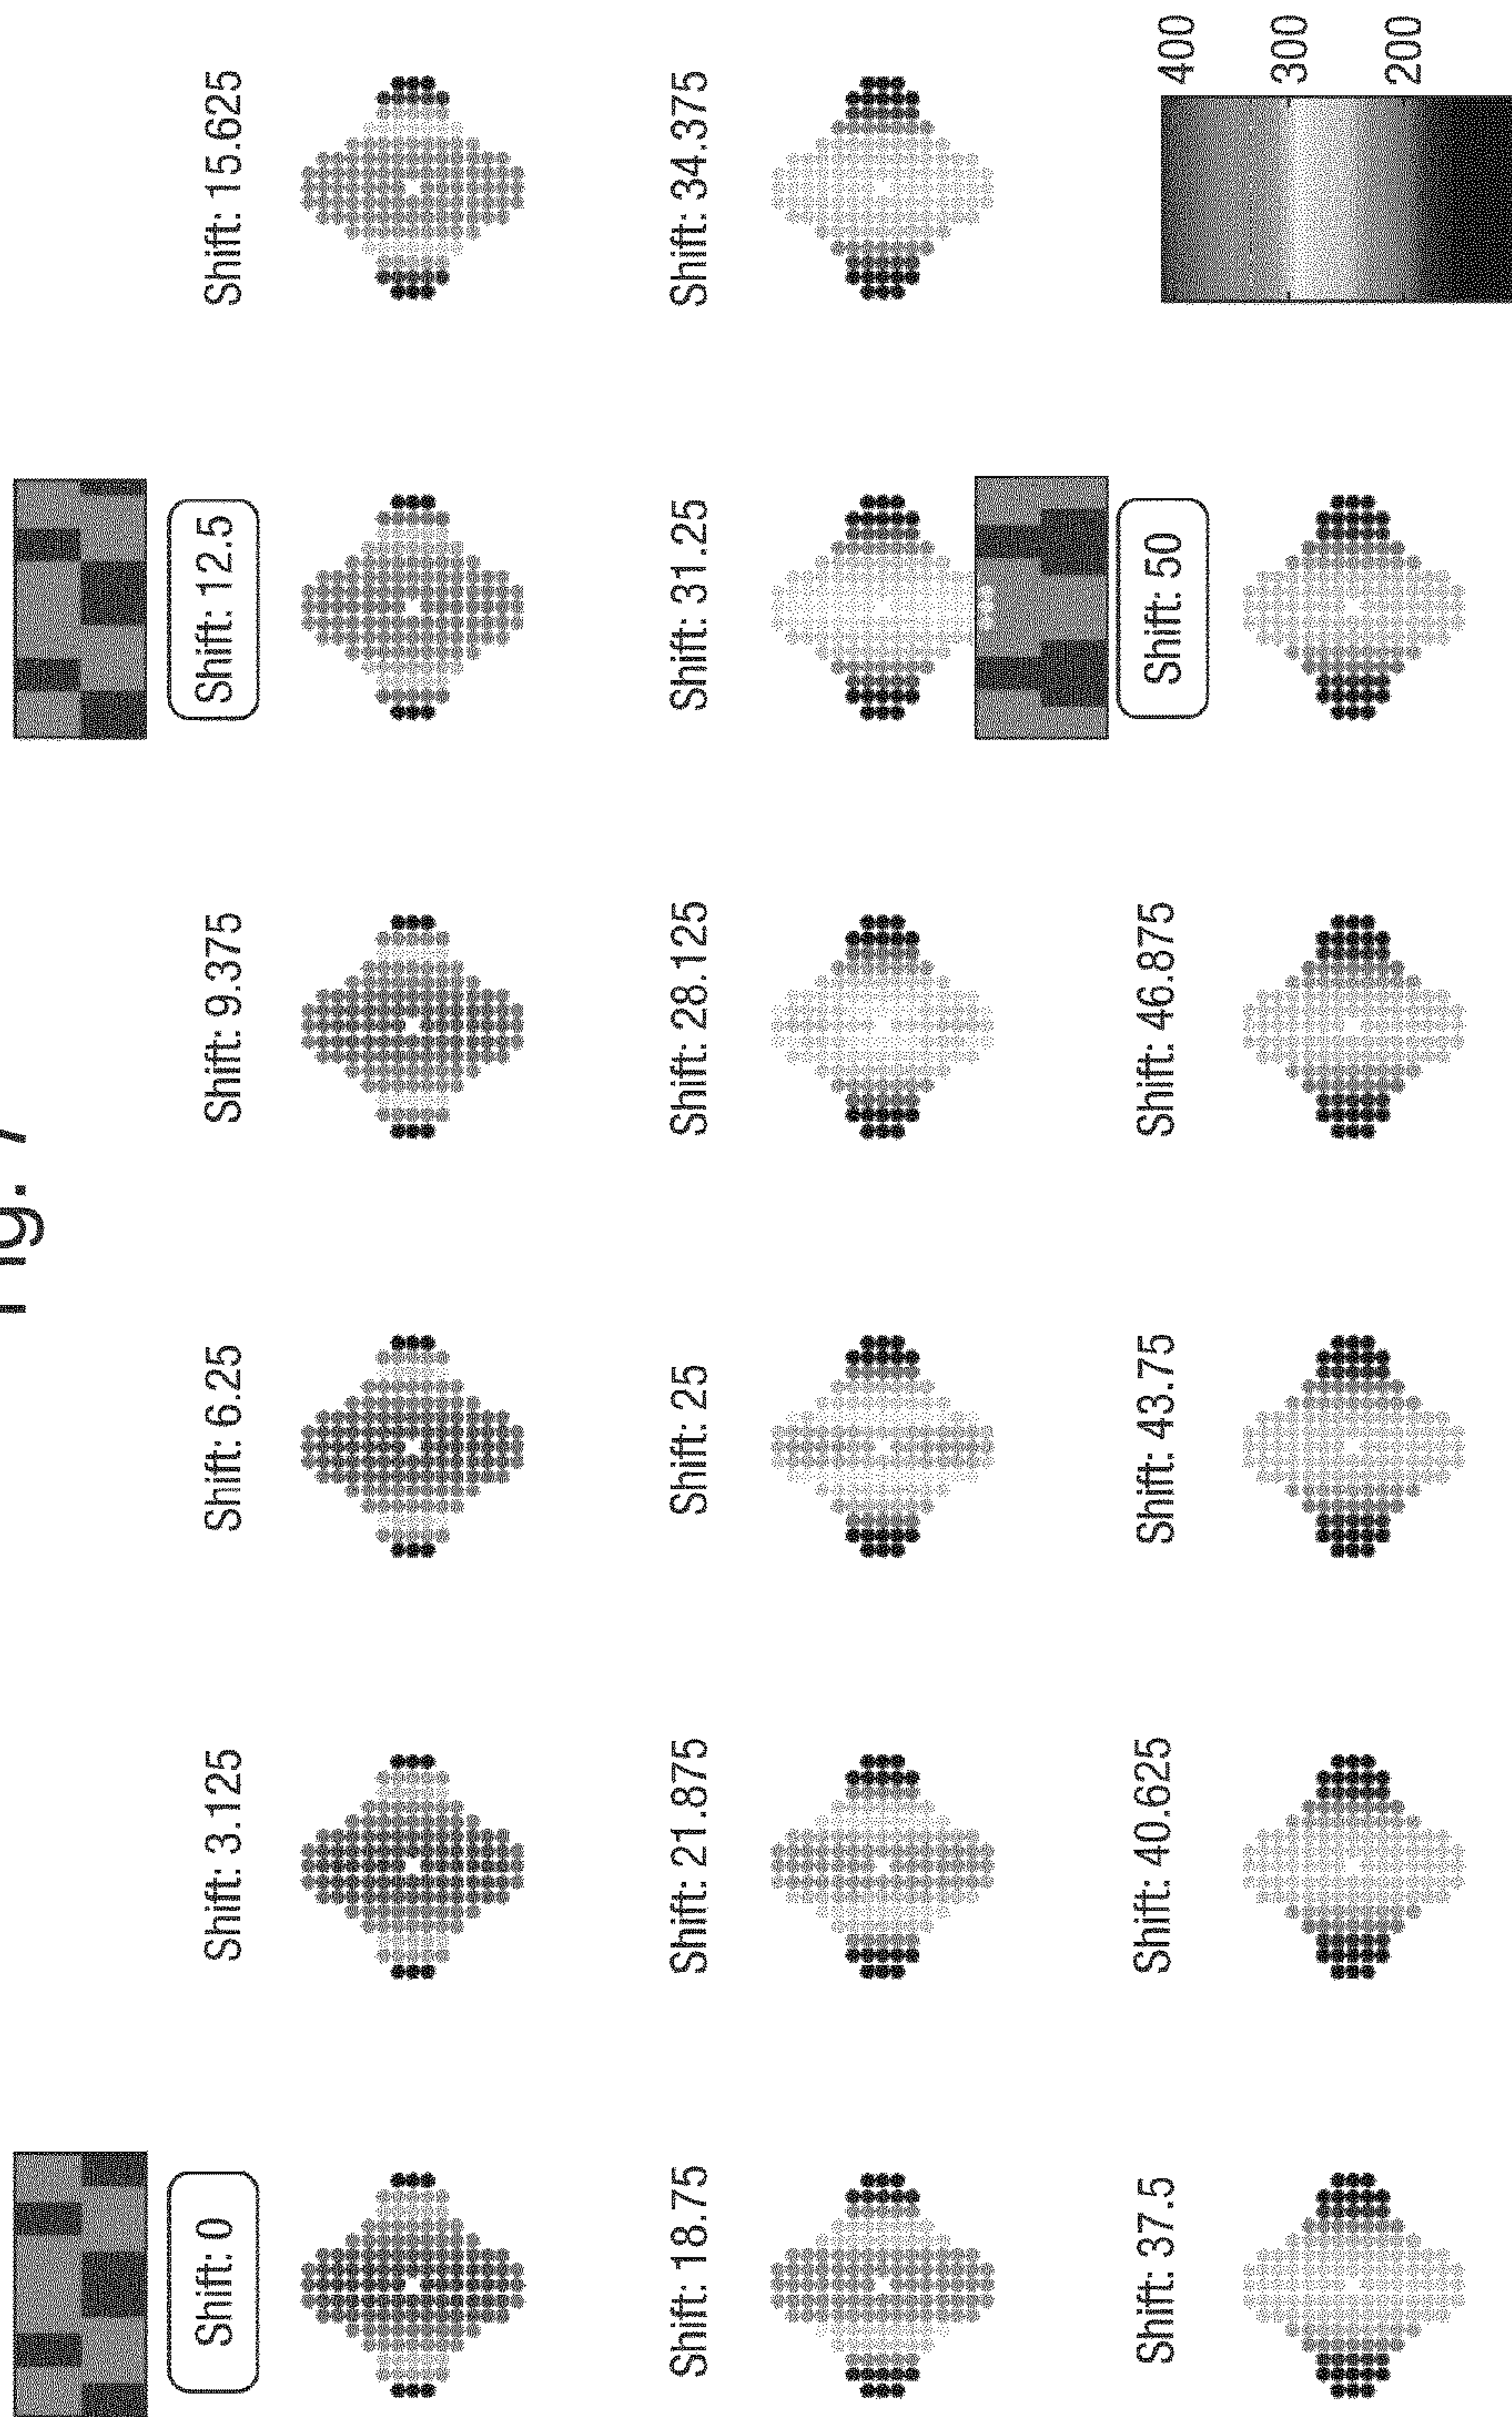 Fig. 7
Shift: 0
Shift: 3.125
Shift: 6.25
Shift: 9.375
Shift: 12.5
Shift: 15.625
Shift: 18.75
Shift: 21.875
Shift: 25
Shift: 28.125
Shift: 31.25
Shift: 34.375
Shift: 37.5
Shift: 40.625
Shift: 43.75
Shift: 46.875
Shift: 50
400
300
200